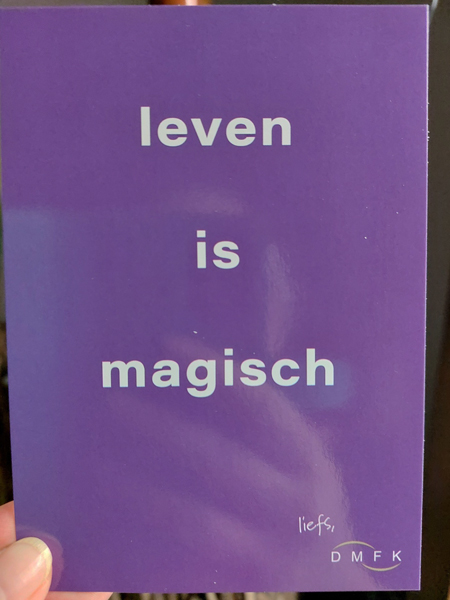 leven
is
magisch
liefs,
DMFK